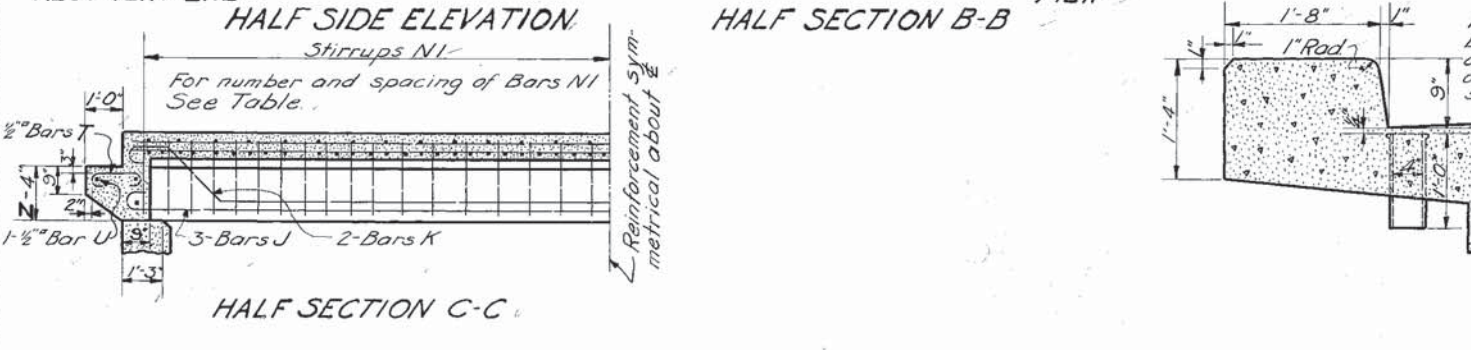 HALF SIDE ELEVATION
HALF SECTION B-B
Stirrups N1
For number and spacing of Bars N1
See Table.
1'-0"
½"ⁿ Bars T
3"
9"
Z-4"
2"
1-½"ⁿ Bar U
9"
1'-3"
3-Bars J
2-Bars K
Reinforcement sym-
metrical about ℄
HALF SECTION C-C
1'-8"
1"
1"
1"
1" Rad.
1'-4"
9"
4"
1'-0"